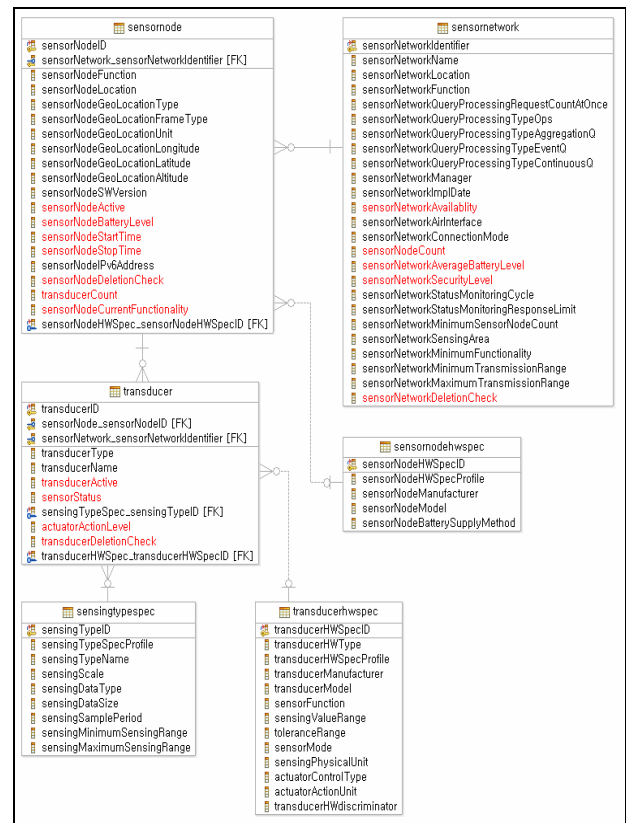 sensornode
sensorNodeID
sensorNetwork_sensorNetworkIdentifier [FK]
sensorNodeFunction
sensorNodeLocation
sensorNodeGeoLocationType
sensorNodeGeoLocationFrameType
sensorNodeGeoLocationUnit
sensorNodeGeoLocationLongitude
sensorNodeGeoLocationLatitude
sensorNodeGeoLocationAltitude
sensorNodeSWVersion
sensorNodeActive
sensorNodeBatteryLevel
sensorNodeStartTime
sensorNodeStopTime
sensorNodeIPv6Address
sensorNodeDeletionCheck
transducerCount
sensorNodeCurrentFunctionality
sensorNodeHWSpec_sensorNodeHWSpecID [FK]
sensornetwork
sensorNetworkIdentifier
sensorNetworkName
sensorNetworkLocation
sensorNetworkFunction
sensorNetworkQueryProcessingRequestCountAtOnce
sensorNetworkQueryProcessingTypeOps
sensorNetworkQueryProcessingTypeAggregationQ
sensorNetworkQueryProcessingTypeEventQ
sensorNetworkQueryProcessingTypeContinuousQ
sensorNetworkManager
sensorNetworkImplDate
sensorNetworkAvailablity
sensorNetworkAirInterface
sensorNetworkConnectionMode
sensorNodeCount
sensorNetworkAverageBatteryLevel
sensorNetworkSecurityLevel
sensorNetworkStatusMonitoringCycle
sensorNetworkStatusMonitoringResponseLimit
sensorNetworkMinimumSensorNodeCount
sensorNetworkSensingArea
sensorNetworkMinimumFunctionality
sensorNetworkMinimumTransmissionRange
sensorNetworkMaximumTransmissionRange
sensorNetworkDeletionCheck
transducer
transducerID
sensorNode_sensorNodeID [FK]
sensorNetwork_sensorNetworkIdentifier [FK]
transducerType
transducerName
transducerActive
sensorStatus
sensingTypeSpec_sensingTypeID [FK]
actuatorActionLevel
transducerDeletionCheck
transducerHWSpec_transducerHWSpecID [FK]
sensornodehwspec
sensorNodeHWSpecID
sensorNodeHWSpecProfile
sensorNodeManufacturer
sensorNodeModel
sensorNodeBatterySupplyMethod
sensingtypespec
sensingTypeID
sensingTypeSpecProfile
sensingTypeName
sensingScale
sensingDataType
sensingDataSize
sensingSamplePeriod
sensingMinimumSensingRange
sensingMaximumSensingRange
transducerhwspec
transducerHWSpecID
transducerHWType
transducerHWSpecProfile
transducerManufacturer
transducerModel
sensorFunction
sensingValueRange
toleranceRange
sensorMode
sensingPhysicalUnit
actuatorControlType
actuatorActionUnit
transducerHWdiscriminator